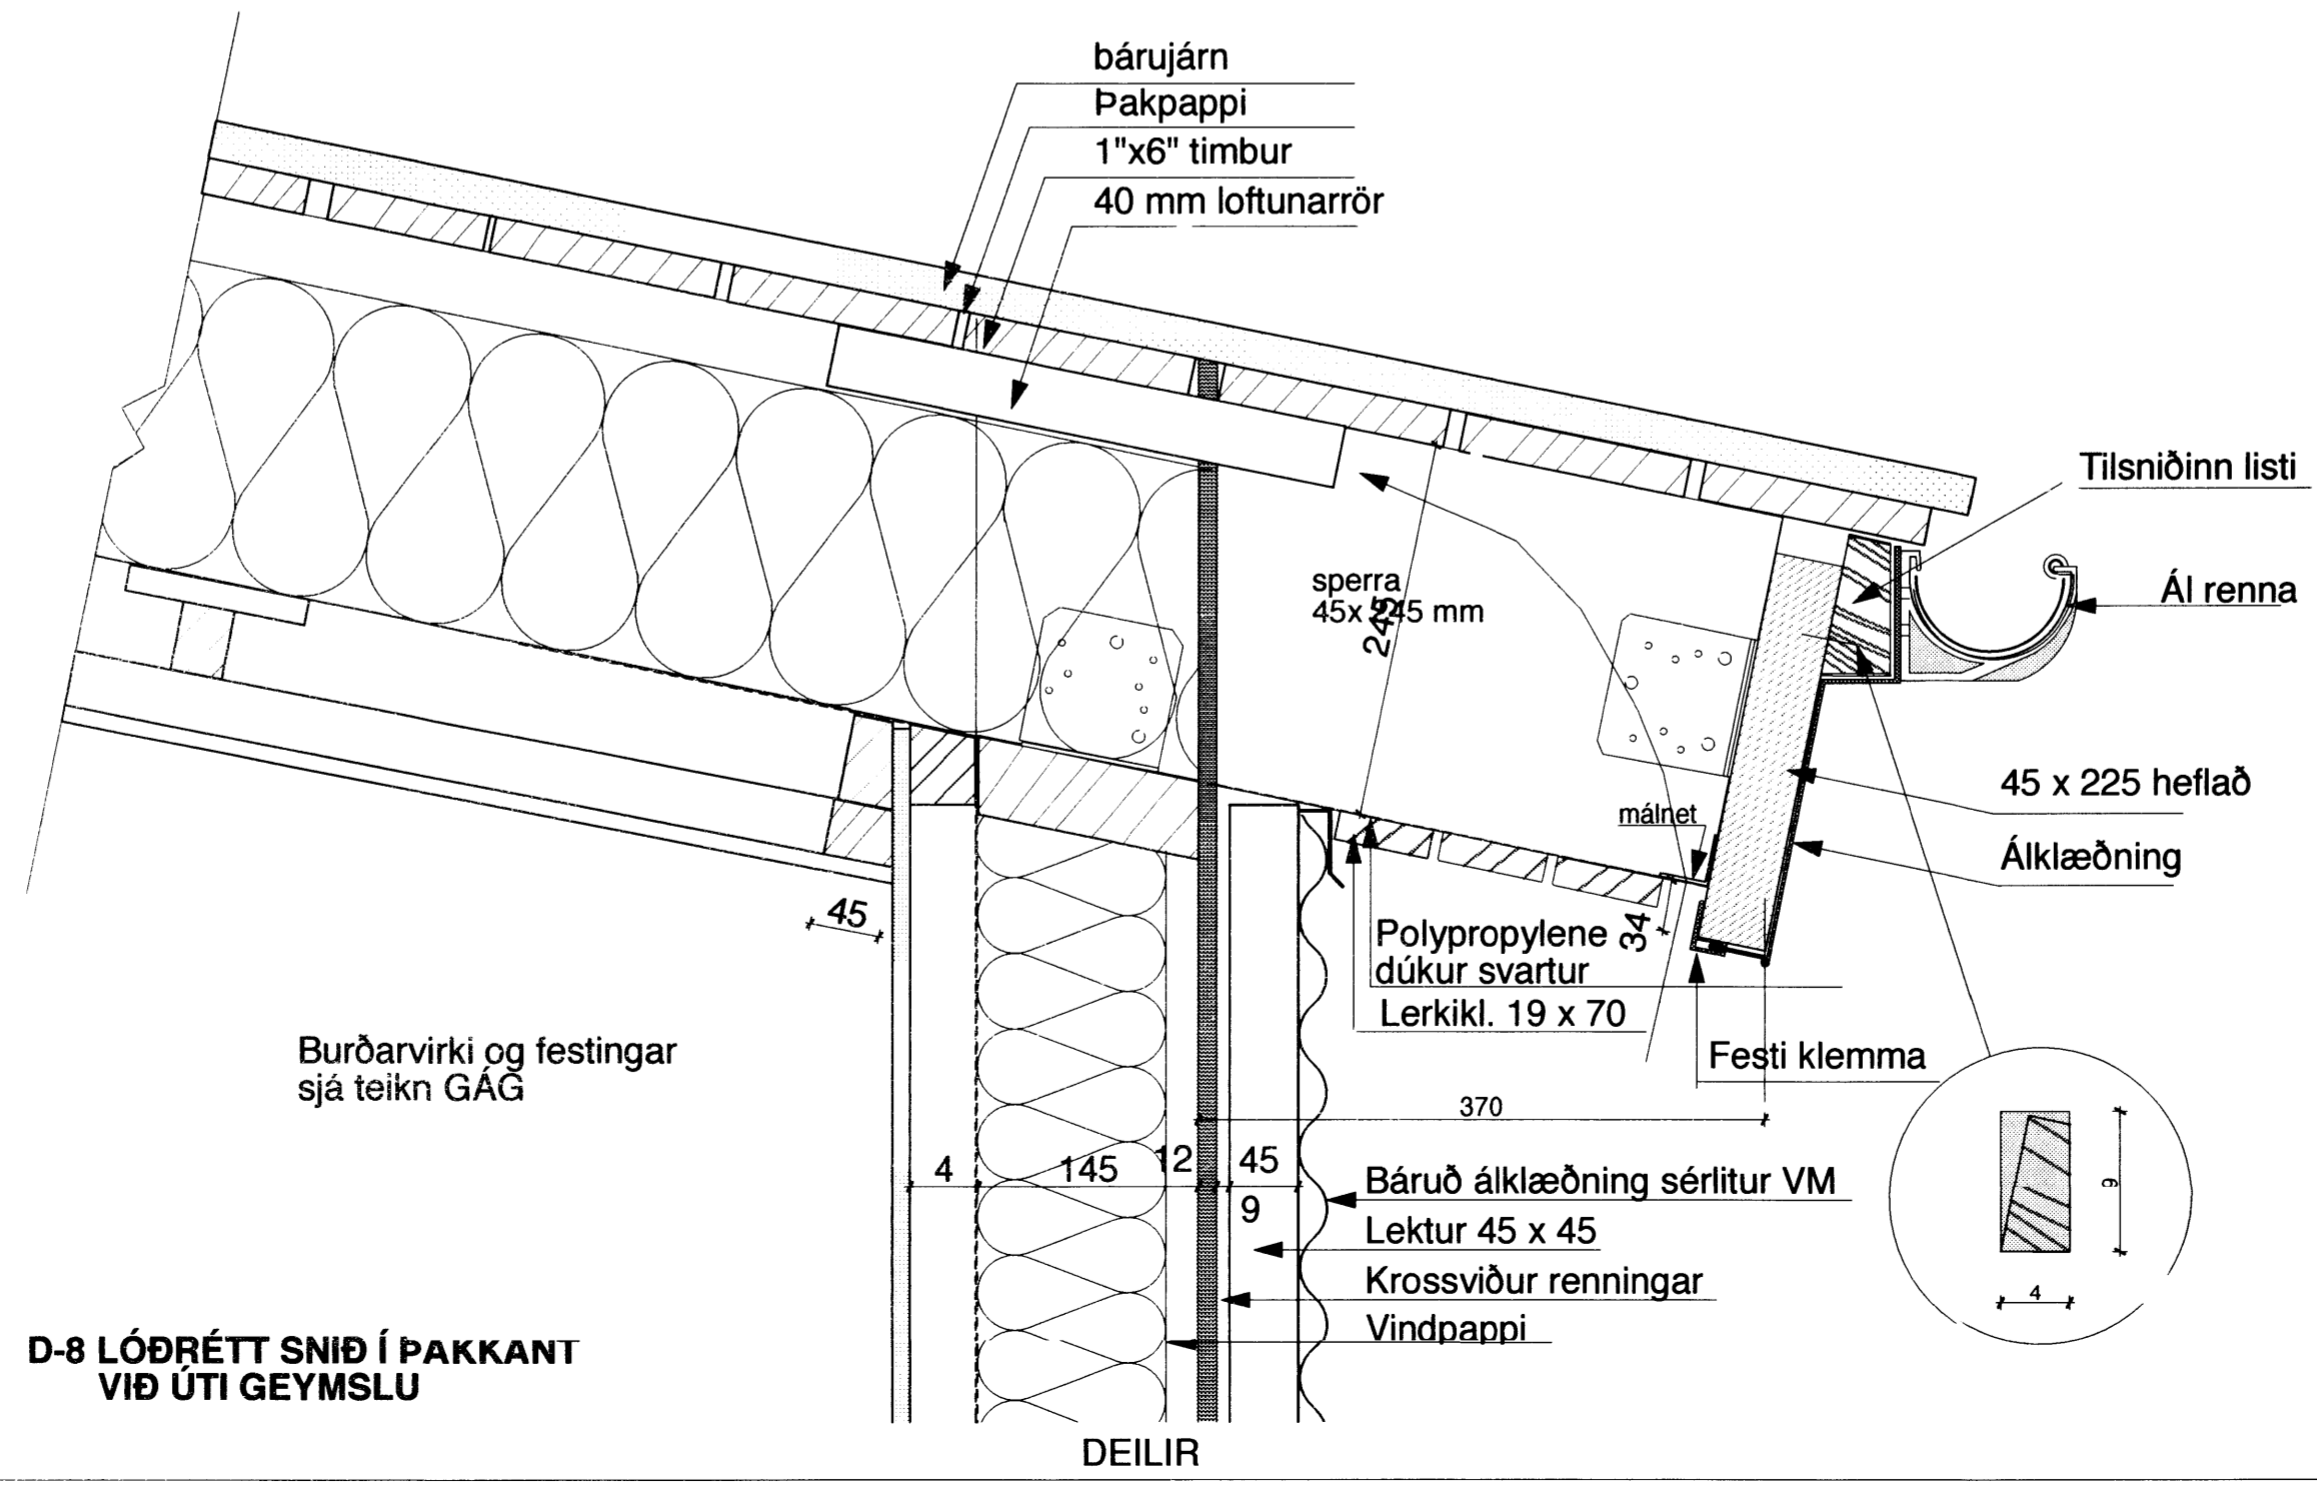 bárujárn
Þakpappi
1"x6" timbur
40 mm loftunarrör
Tilsniðinn listi
Ál renna
sperra
45x 245 mm
245
45 x 225 heflað
málnet
Álklæðning
45
34
Polypropylene
dúkur svartur
Lerkikl. 19 x 70
Festi klemma
Burðarvirki og festingar
sjá teikn GÁG
370
4
145
12
45
9
Báruð álklæðning sérlitur VM
Lektur 45 x 45
Krossviður renningar
Vindpappi
9
4
D-8 LÓÐRÉTT SNIÐ Í ÞAKKANT
VIÐ ÚTI GEYMSLU
DEILIR